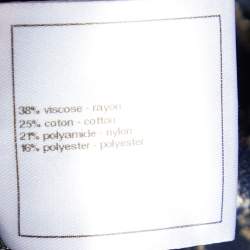 38% viscose - rayon
25% coton - cotton
21% polyamide - nylon
16% polyester - polyester